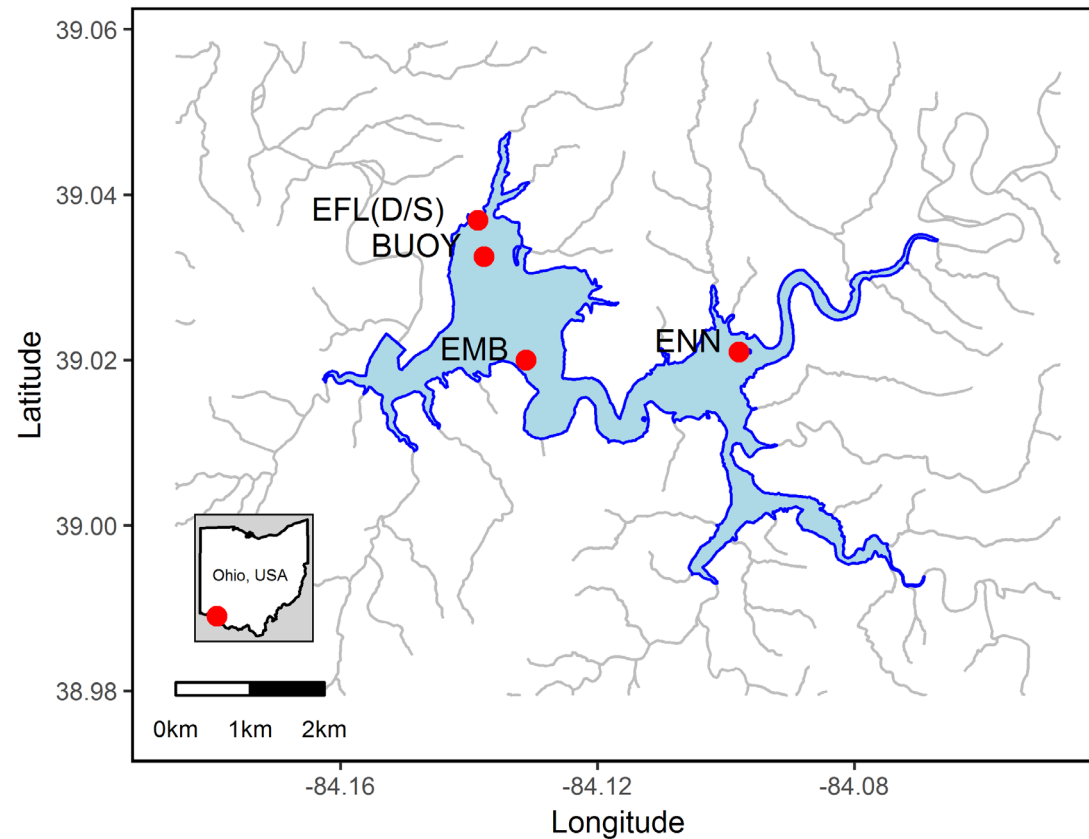 39.06
39.04
39.02
39.00
38.98
Latitude
EFL(D/S)
BUOY
EMB
ENN
Ohio, USA
0km 1km 2km
-84.16 -84.12 -84.08
Longitude